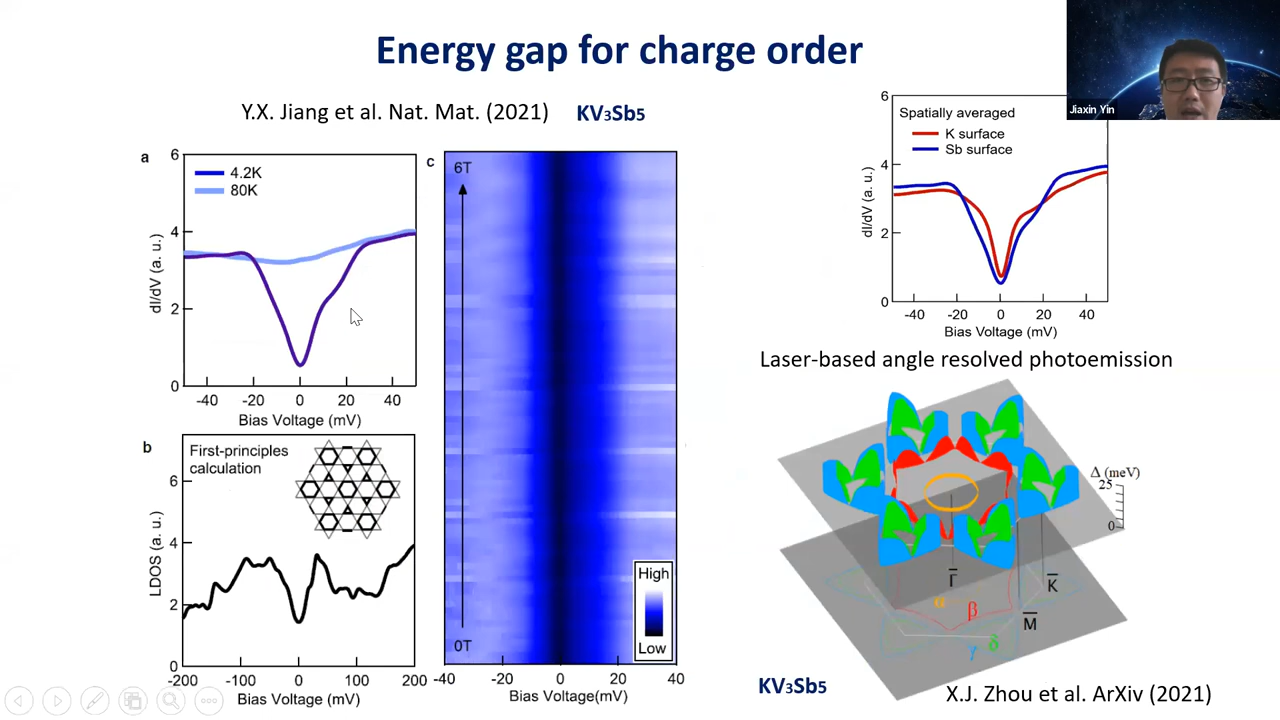 Energy gap for charge order
Jiaxin Yin
Y.X. Jiang et al. Nat. Mat. (2021) KV₃Sb₅
a
6
4
2
0
dI/dV (a. u.)
4.2K
80K
-40 -20 0 20 40
Bias Voltage (mV)
b
First-principles
calculation
6
4
2
0
LDOS (a. u.)
-200 -100 0 100 200
Bias Voltage (mV)
c
6T
0T
High
Low
-40 -20 0 20 40
Bias Voltage(mV)
6
4
2
0
dI/dV (a. u.)
Spatially averaged
K surface
Sb surface
-40 -20 0 20 40
Bias Voltage (mV)
Laser-based angle resolved photoemission
Δ (meV)
25
0
Γ̅
K̅
M̅
α
β
γ
δ
KV₃Sb₅
X.J. Zhou et al. ArXiv (2021)